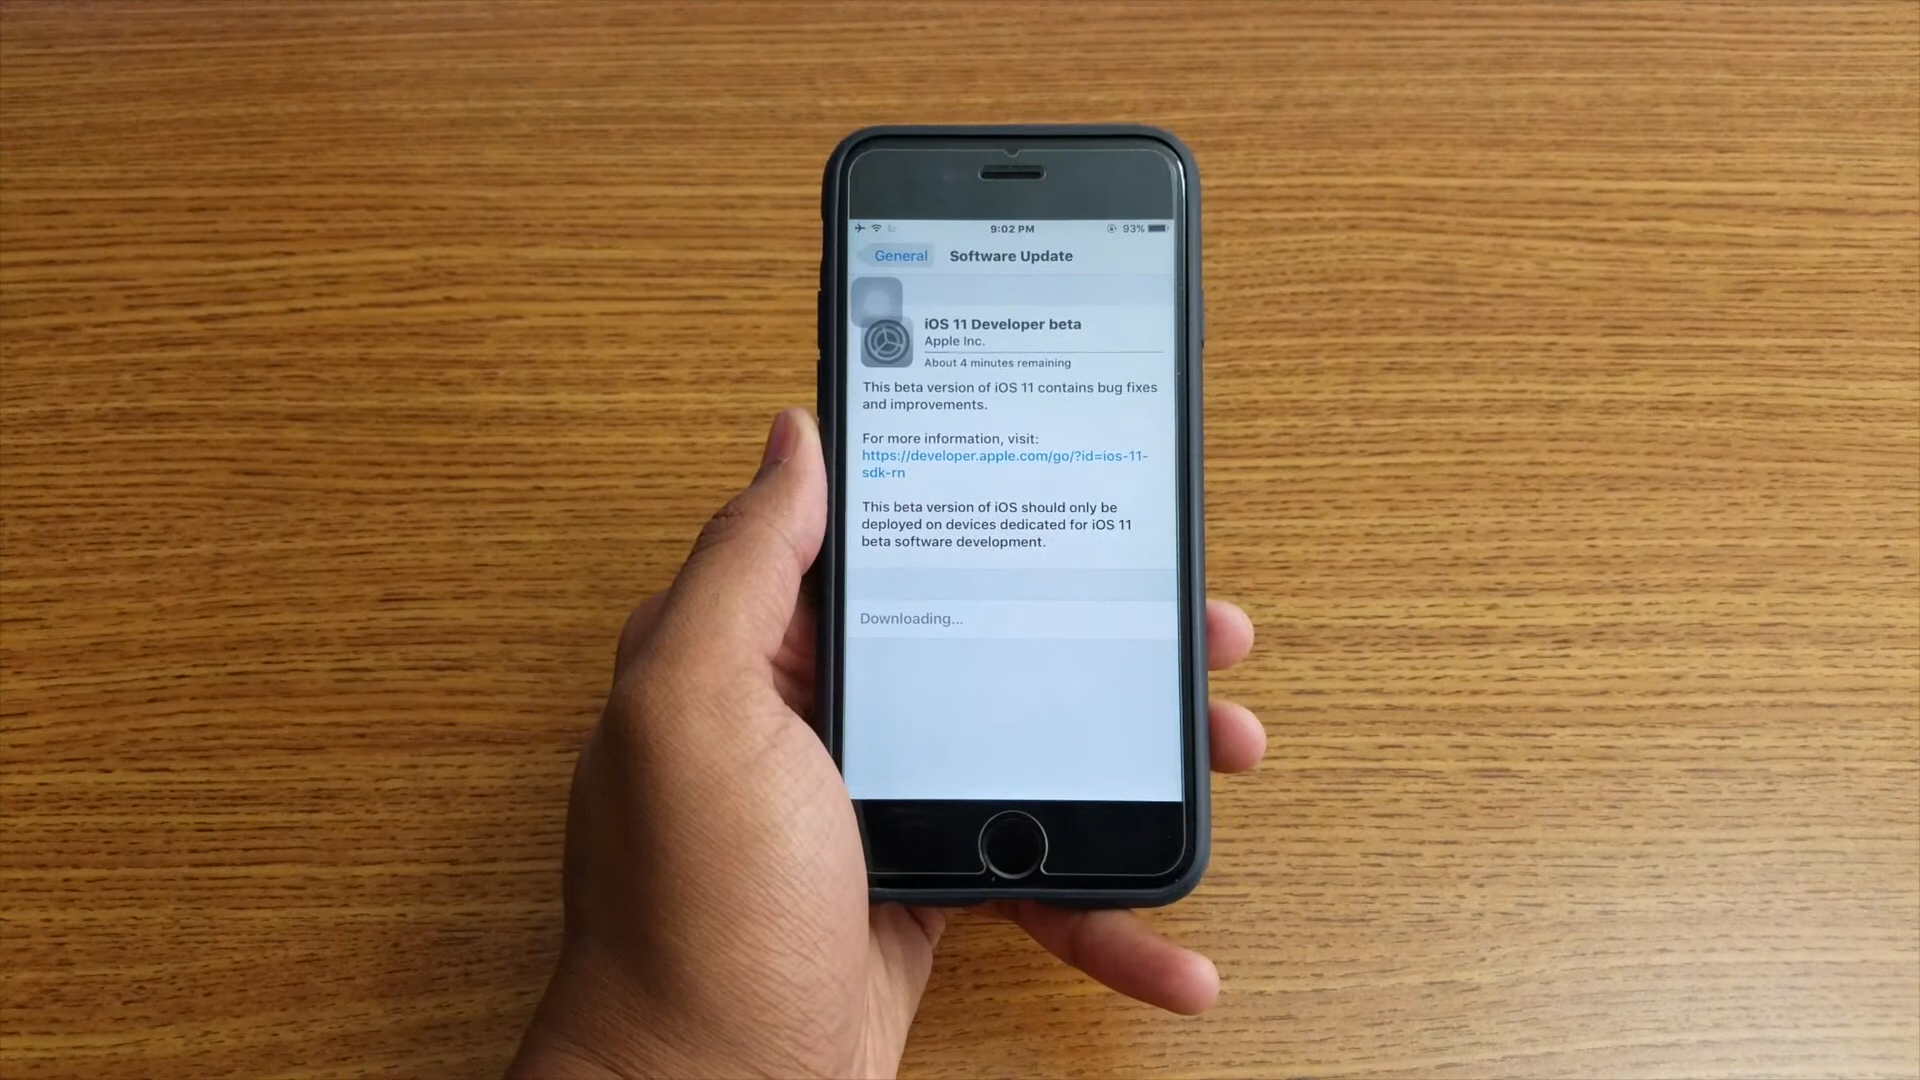 9:02 PM
93%
General
Software Update
iOS 11 Developer beta
Apple Inc.
About 4 minutes remaining
This beta version of iOS 11 contains bug fixes
and improvements.
For more information, visit:
https://developer.apple.com/go/?id=ios-11-
sdk-rn
This beta version of iOS should only be
deployed on devices dedicated for iOS 11
beta software development.
Downloading...